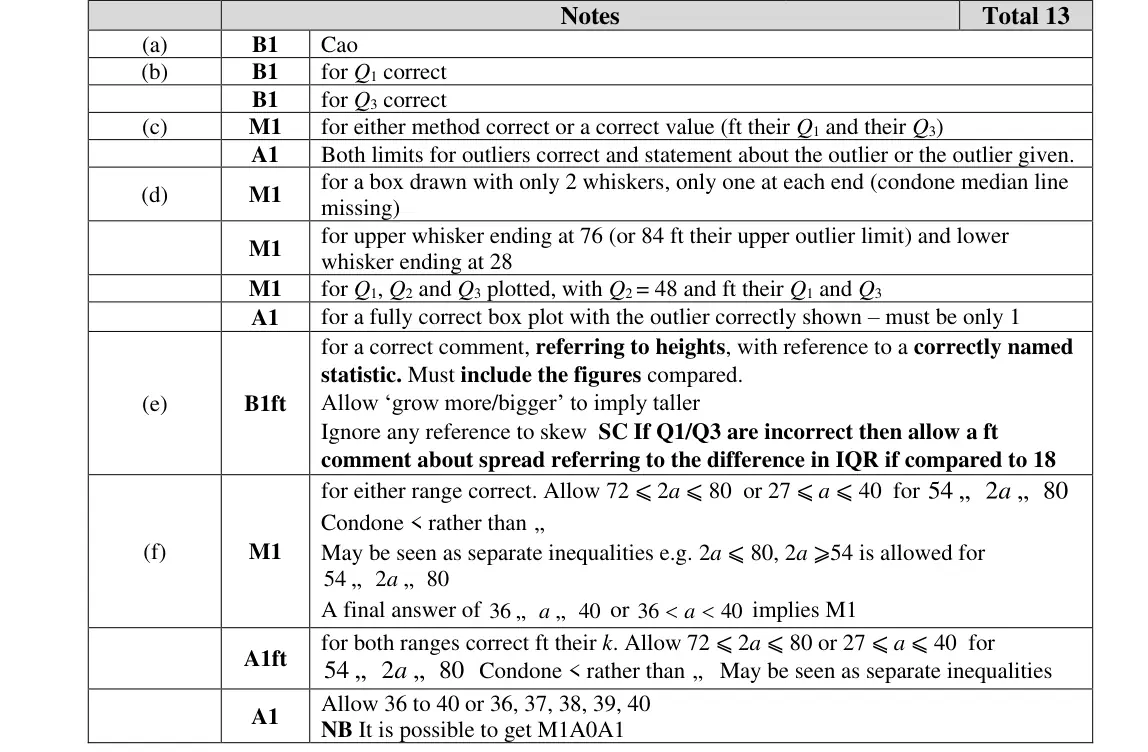 Notes Total 13
(a) B1 Cao
(b) B1 for Q1 correct
B1 for Q3 correct
(c) M1 for either method correct or a correct value (ft their Q1 and their Q3)
A1 Both limits for outliers correct and statement about the outlier or the outlier given.
(d) M1 for a box drawn with only 2 whiskers, only one at each end (condone median line
missing)
M1 for upper whisker ending at 76 (or 84 ft their upper outlier limit) and lower
whisker ending at 28
M1 for Q1, Q2 and Q3 plotted, with Q2 = 48 and ft their Q1 and Q3
A1 for a fully correct box plot with the outlier correctly shown – must be only 1
(e) B1ft for a correct comment, referring to heights, with reference to a correctly named
statistic. Must include the figures compared.
Allow ‘grow more/bigger’ to imply taller
Ignore any reference to skew SC If Q1/Q3 are incorrect then allow a ft
comment about spread referring to the difference in IQR if compared to 18
(f) M1 for either range correct. Allow 72 ⩽ 2a ⩽ 80 or 27 ⩽ a ⩽ 40 for 54 „ 2a „ 80
Condone < rather than „
May be seen as separate inequalities e.g. 2a ⩽ 80, 2a ⩾54 is allowed for
54 „ 2a „ 80
A final answer of 36 „ a „ 40 or 36 < a < 40 implies M1
A1ft for both ranges correct ft their k. Allow 72 ⩽ 2a ⩽ 80 or 27 ⩽ a ⩽ 40 for
54 „ 2a „ 80 Condone < rather than „ May be seen as separate inequalities
A1 Allow 36 to 40 or 36, 37, 38, 39, 40
NB It is possible to get M1A0A1